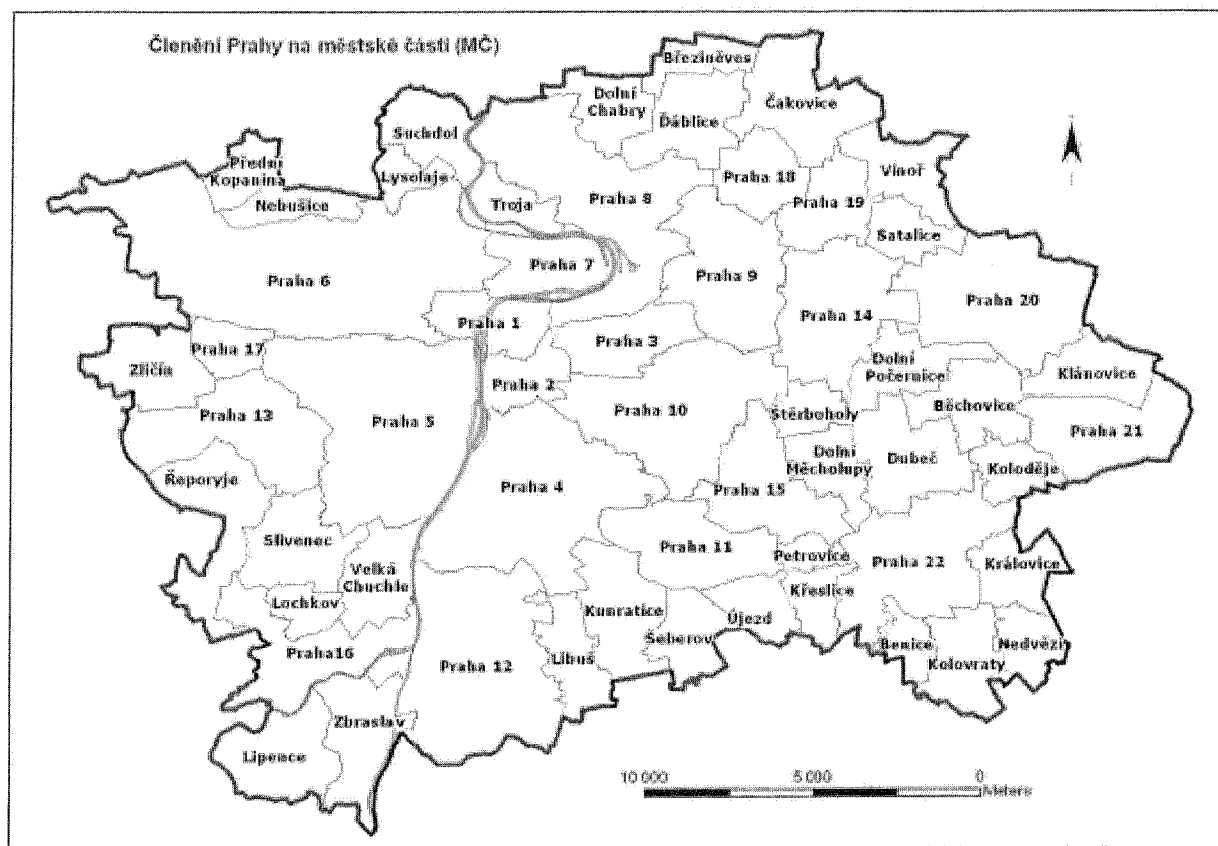 Členění Prahy na městské části (MČ)
Březiněves
Dolní
Chabry
Ďáblice
Čakovice
Suchdol
Přední
Kopanina
Lysolaje
Nebušice
Troja
Praha 8
Praha 18
Praha 19
Vinoř
Satalice
Praha 6
Praha 7
Praha 9
Praha 20
Praha 1
Praha 14
Praha 3
Praha 17
Zličín
Dolní
Počernice
Klánovice
Praha 2
Praha 13
Praha 5
Praha 10
Štěrboholy
Běchovice
Praha 21
Řeporyje
Dolní
Měcholupy
Dubeč
Koloděje
Praha 4
Praha 15
Slivenec
Praha 11
Petrovice
Praha 22
Královice
Velká
Chuchle
Lochkov
Kunratice
Křeslice
Újezd
Šeberov
Benice
Nedvězí
Kolovraty
Praha16
Praha 12
Libuš
Zbraslav
Lipence
10 000 5 000 0
Meters